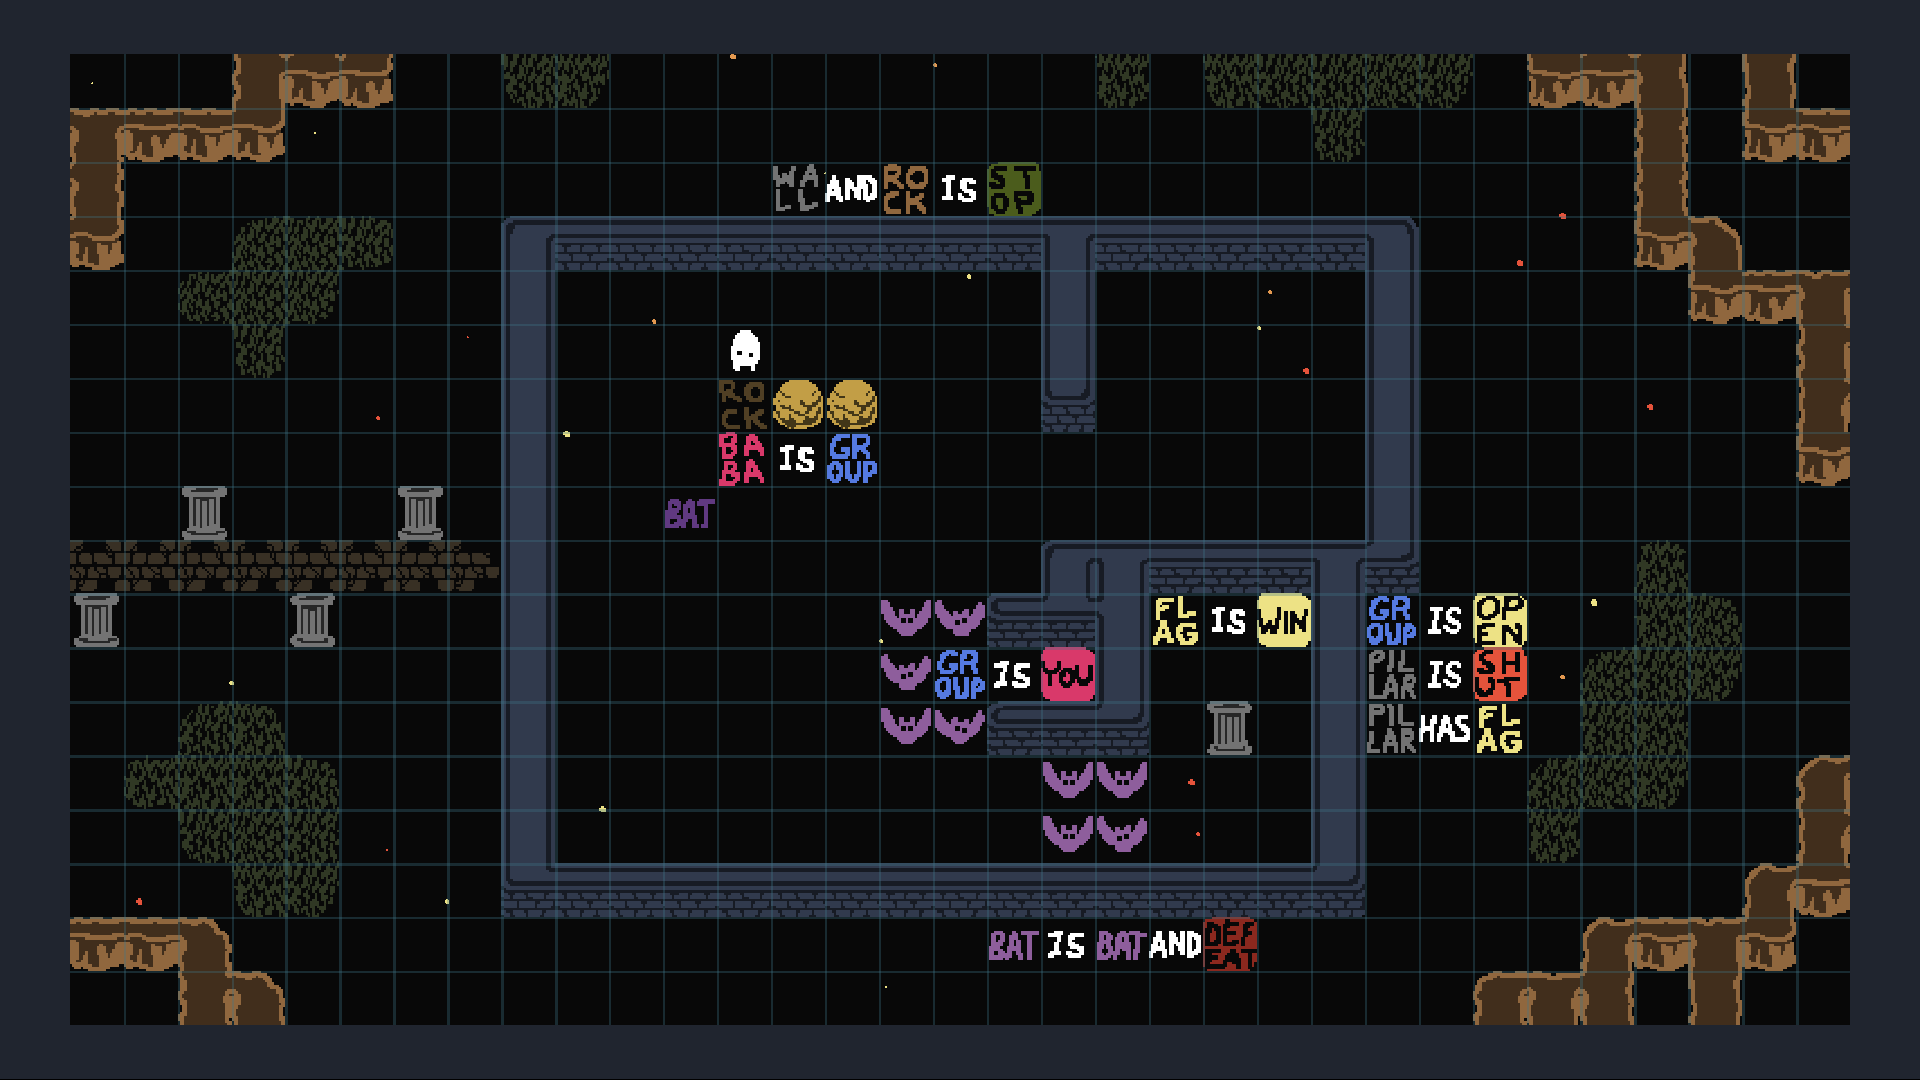 WALL AND ROCK IS STOP
ROCK
BABA IS GROUP
BAT
FLAG IS WIN
GROUP IS OPEN
GROUP IS YOU
PILLAR IS SHUT
PILLAR HAS FLAG
BAT IS BAT AND DEFEAT